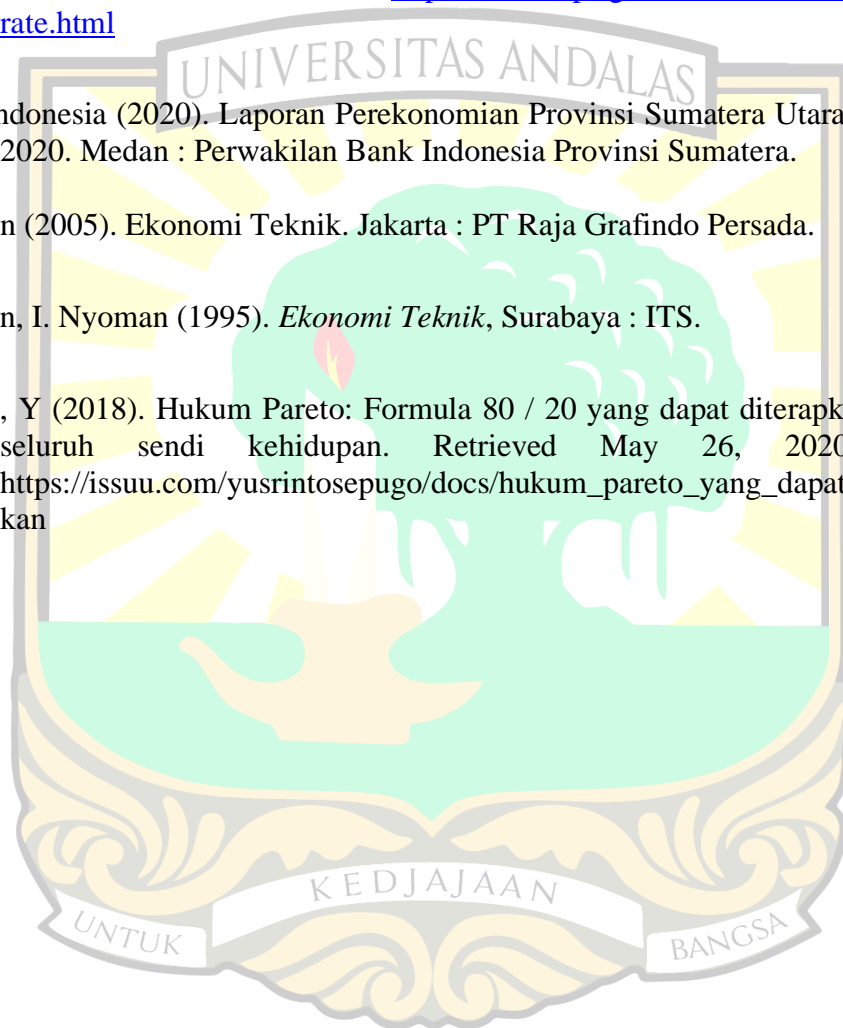 rate.html
UNIVERSITAS ANDALAS
ndonesia (2020). Laporan Perekonomian Provinsi Sumatera Utara
2020. Medan : Perwakilan Bank Indonesia Provinsi Sumatera.
n (2005). Ekonomi Teknik. Jakarta : PT Raja Grafindo Persada.
n, I. Nyoman (1995). Ekonomi Teknik, Surabaya : ITS.
, Y (2018). Hukum Pareto: Formula 80 / 20 yang dapat diterapk
seluruh sendi kehidupan. Retrieved May 26, 2020
https://issuu.com/yusrintosepugo/docs/hukum_pareto_yang_dapat
kan
UNTUK KEDJAJAAN BANGSA